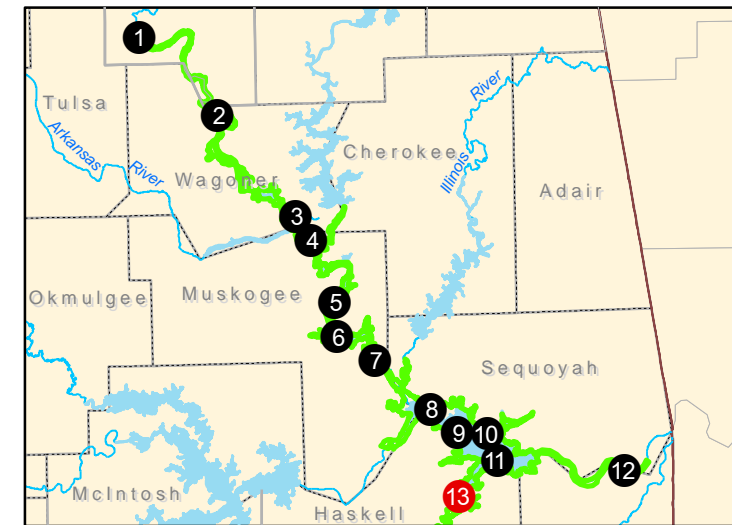 1
River
2
Tulsa
Arkansas
River
Cherokee
Illinois
Wagoner
Adair
3
4
Okmulgee
Muskogee
5
6
7
Sequoyah
8
9
10
11
12
13
McIntosh
Haskell